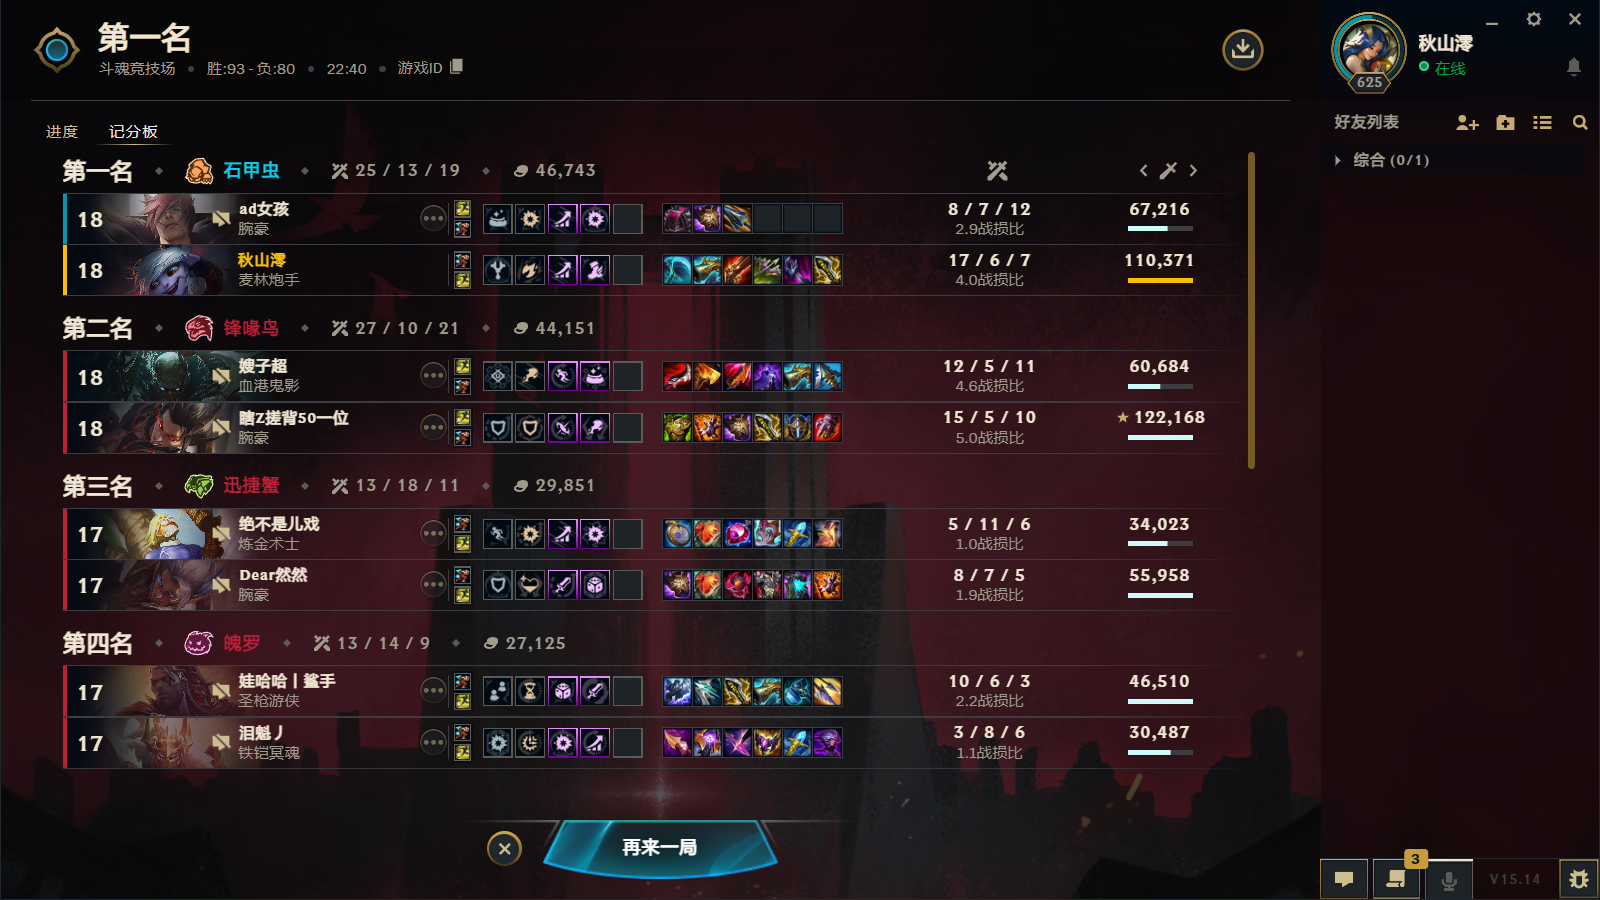 第一名
斗魂竞技场 • 胜:93 - 负:80 • 22:40 • 游戏ID
秋山澪
在线
625
好友列表
综合 (0/1)
进度 记分板
第一名 石甲虫 25 / 13 / 19 46,743
18 ad女孩 8 / 7 / 12 67,216
腕豪 2.9战损比
18 秋山澪 17 / 6 / 7 110,371
麦林炮手 4.0战损比
第二名 锋喙鸟 27 / 10 / 21 44,151
18 嫂子超 12 / 5 / 11 60,684
血港鬼影 4.6战损比
18 瞎Z搓背50一位 15 / 5 / 10 122,168
腕豪 5.0战损比
第三名 迅捷蟹 13 / 18 / 11 29,851
17 绝不是儿戏 5 / 11 / 6 34,023
炼金术士 1.0战损比
17 Dear然然 8 / 7 / 5 55,958
腕豪 1.9战损比
第四名 魄罗 13 / 14 / 9 27,125
17 娃哈哈丨鲨手 10 / 6 / 3 46,510
圣枪游侠 2.2战损比
17 泪魁丿 3 / 8 / 6 30,487
铁铠冥魂 1.1战损比
再来一局
3
V15.14